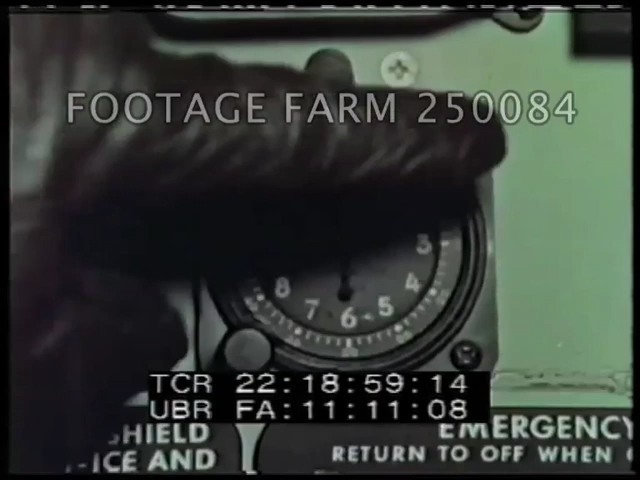 FOOTAGE FARM 250084
3
4
8
7
6
5
TCR 22:18:59:14
UBR FA:11:11:08
SHIELD
-ICE AND
EMERGENCY
RETURN TO OFF WHEN